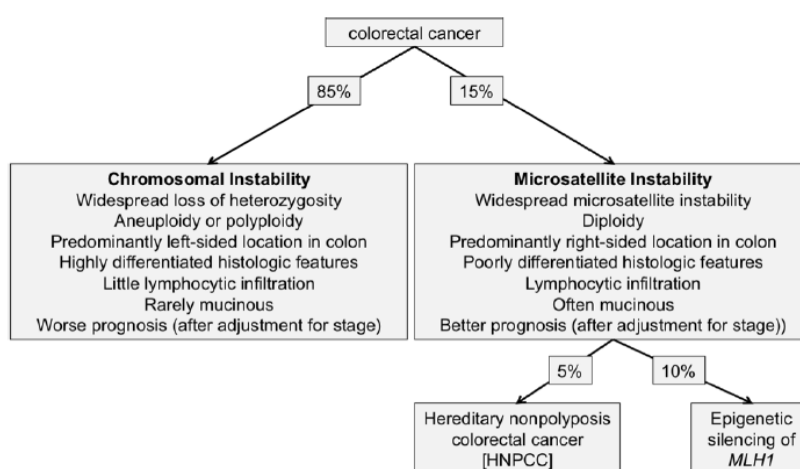 colorectal cancer
85%
15%
Chromosomal Instability
Widespread loss of heterozygosity
Aneuploidy or polyploidy
Predominantly left-sided location in colon
Highly differentiated histologic features
Little lymphocytic infiltration
Rarely mucinous
Worse prognosis (after adjustment for stage)
Microsatellite Instability
Widespread microsatellite instability
Diploidy
Predominantly right-sided location in colon
Poorly differentiated histologic features
Lymphocytic infiltration
Often mucinous
Better prognosis (after adjustment for stage))
5%
10%
Hereditary nonpolyposis
colorectal cancer
[HNPCC]
Epigenetic
silencing of
MLH1